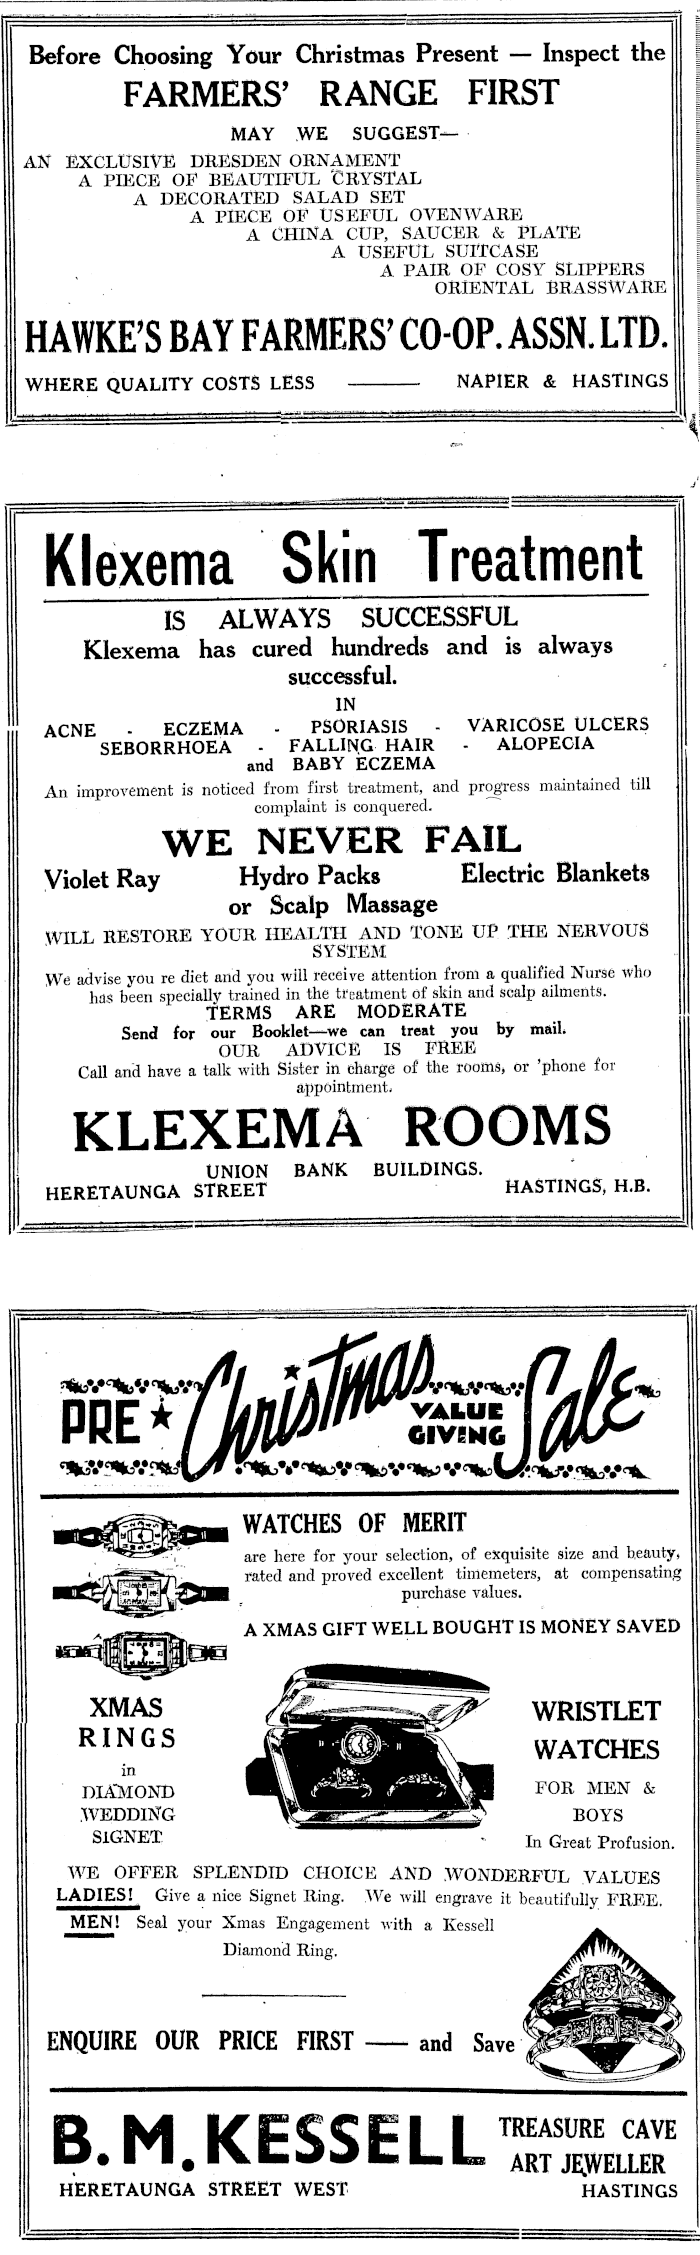 Before Choosing Your Christmas Present — Inspect the
FARMERS' RANGE FIRST
MAY WE SUGGEST—
AN EXCLUSIVE DRESDEN ORNAMENT
A PIECE OF BEAUTIFUL CRYSTAL
A DECORATED SALAD SET
A PIECE OF USEFUL OVENWARE
A CHINA CUP, SAUCER & PLATE
A USEFUL SUITCASE
A PAIR OF COSY SLIPPERS
ORIENTAL BRASSWARE
HAWKE'S BAY FARMERS' CO-OP. ASSN. LTD.
WHERE QUALITY COSTS LESS —— NAPIER & HASTINGS
Klexema Skin Treatment
IS ALWAYS SUCCESSFUL
Klexema has cured hundreds and is always
successful.
IN
ACNE - ECZEMA - PSORIASIS - VARICOSE ULCERS
SEBORRHOEA - FALLING HAIR - ALOPECIA
and BABY ECZEMA
An improvement is noticed from first treatment, and progress maintained till
complaint is conquered.
WE NEVER FAIL
Violet Ray Hydro Packs Electric Blankets
or Scalp Massage
WILL RESTORE YOUR HEALTH AND TONE UP THE NERVOUS
SYSTEM
We advise you re diet and you will receive attention from a qualified Nurse who
has been specially trained in the treatment of skin and scalp ailments.
TERMS ARE MODERATE
Send for our Booklet—we can treat you by mail.
OUR ADVICE IS FREE
Call and have a talk with Sister in charge of the rooms, or 'phone for
appointment.
KLEXEMA ROOMS
UNION BANK BUILDINGS.
HERETAUNGA STREET HASTINGS, H.B.
PRE Christmas VALUE GIVING Sale
WATCHES OF MERIT
are here for your selection, of exquisite size and beauty,
rated and proved excellent timemeters, at compensating
purchase values.
A XMAS GIFT WELL BOUGHT IS MONEY SAVED
XMAS
RINGS
in
DIAMOND
WEDDING
SIGNET
WRISTLET
WATCHES
FOR MEN &
BOYS
In Great Profusion.
WE OFFER SPLENDID CHOICE AND WONDERFUL VALUES
LADIES! Give a nice Signet Ring. We will engrave it beautifully FREE.
MEN! Seal your Xmas Engagement with a Kessell
Diamond Ring.
ENQUIRE OUR PRICE FIRST —— and Save
B. M. KESSELL TREASURE CAVE
ART JEWELLER
HERETAUNGA STREET WEST HASTINGS